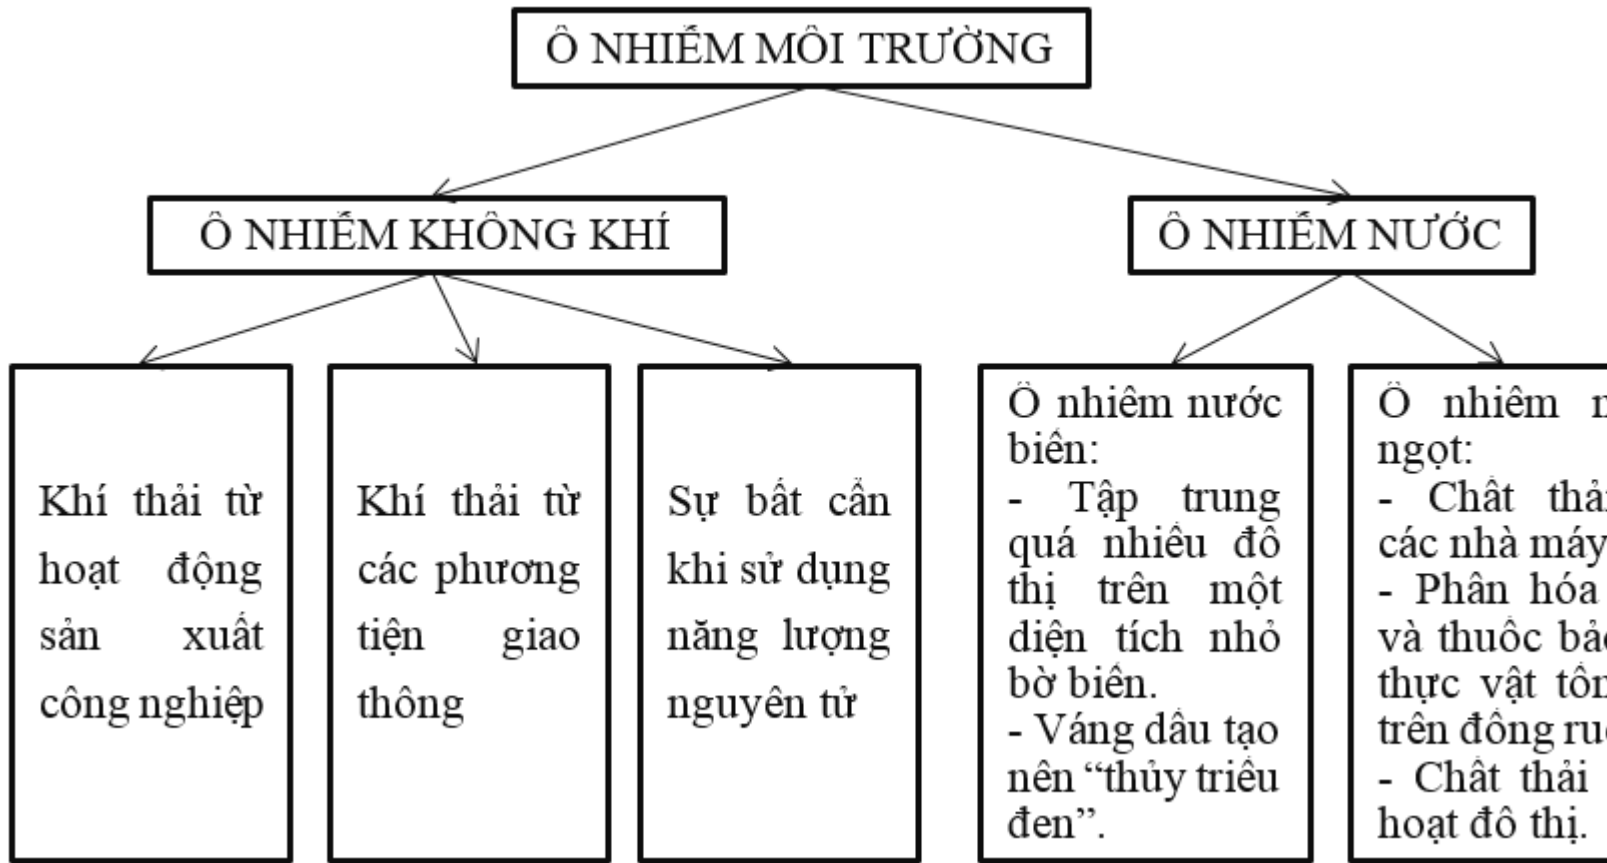 Ô NHIỄM MÔI TRƯỜNG
Ô NHIỄM KHÔNG KHÍ
Ô NHIỄM NƯỚC
Khí thải từ
hoạt động
sản xuất
công nghiệp
Khí thải từ
các phương
tiện giao
thông
Sự bất cẩn
khi sử dụng
năng lượng
nguyên tử
Ô nhiễm nước
biển:
- Tập trung
quá nhiều đô
thị trên một
diện tích nhỏ
bờ biển.
- Váng dầu tạo
nên “thủy triều
đen”.
Ô nhiễm
ngọt:
- Chất thải
các nhà máy
- Phân hóa
và thuốc
thực vật
trên đồng
- Chất thải
hoạt đô thị.